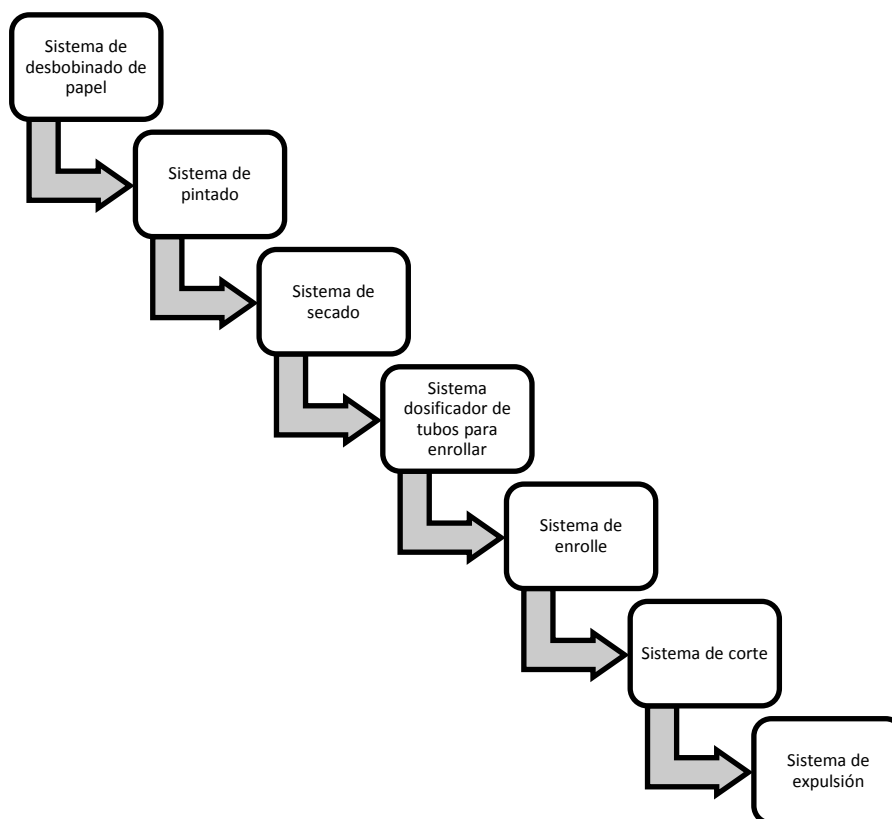 Sistema de
desbobinado de
papel
Sistema de
pintado
Sistema de
secado
Sistema
dosificador de
tubos para
enrollar
Sistema de
enrolle
Sistema de corte
Sistema de
expulsión